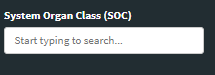 System Organ Class (SOC)
Start typing to search...